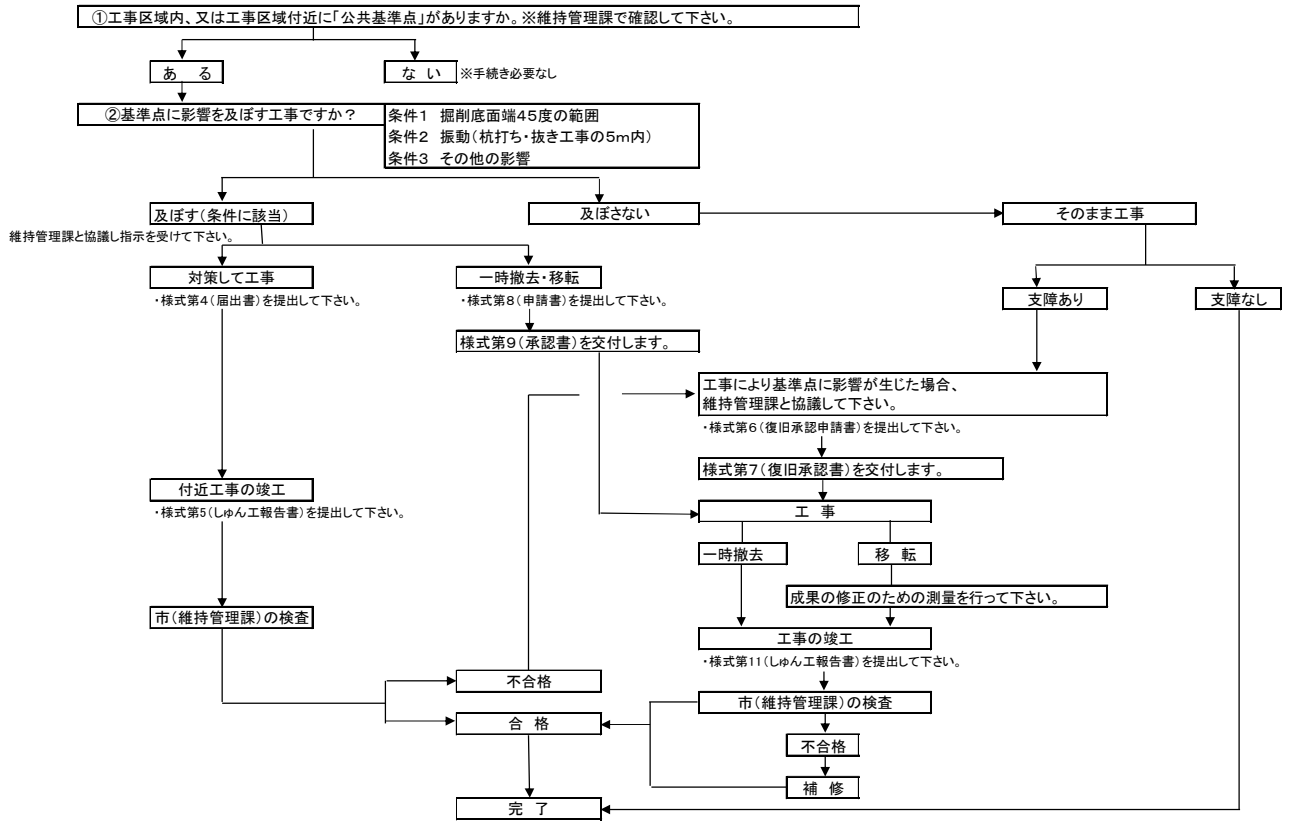 ①工事区域内、又は工事区域付近に「公共基準点」がありますか。※維持管理課で確認して下さい。
あ る
な い ※手続き必要なし
②基準点に影響を及ぼす工事ですか?
条件1 掘削底面端45度の範囲
条件2 振動(杭打ち・抜き工事の5m内)
条件3 その他の影響
及ぼす(条件に該当)
及ぼさない
そのまま工事
維持管理課と協議し指示を受けて下さい。
対策して工事
一時撤去・移転
・様式第4(届出書)を提出して下さい。
・様式第8(申請書)を提出して下さい。
支障あり
支障なし
様式第9(承認書)を交付します。
工事により基準点に影響が生じた場合、
維持管理課と協議して下さい。
・様式第6(復旧承認申請書)を提出して下さい。
様式第7(復旧承認書)を交付します。
付近工事の竣工
・様式第5(しゅん工報告書)を提出して下さい。
工 事
一時撤去
移 転
成果の修正のための測量を行って下さい。
市(維持管理課)の検査
工事の竣工
・様式第11(しゅん工報告書)を提出して下さい。
不合格
市(維持管理課)の検査
合 格
不合格
補 修
完 了